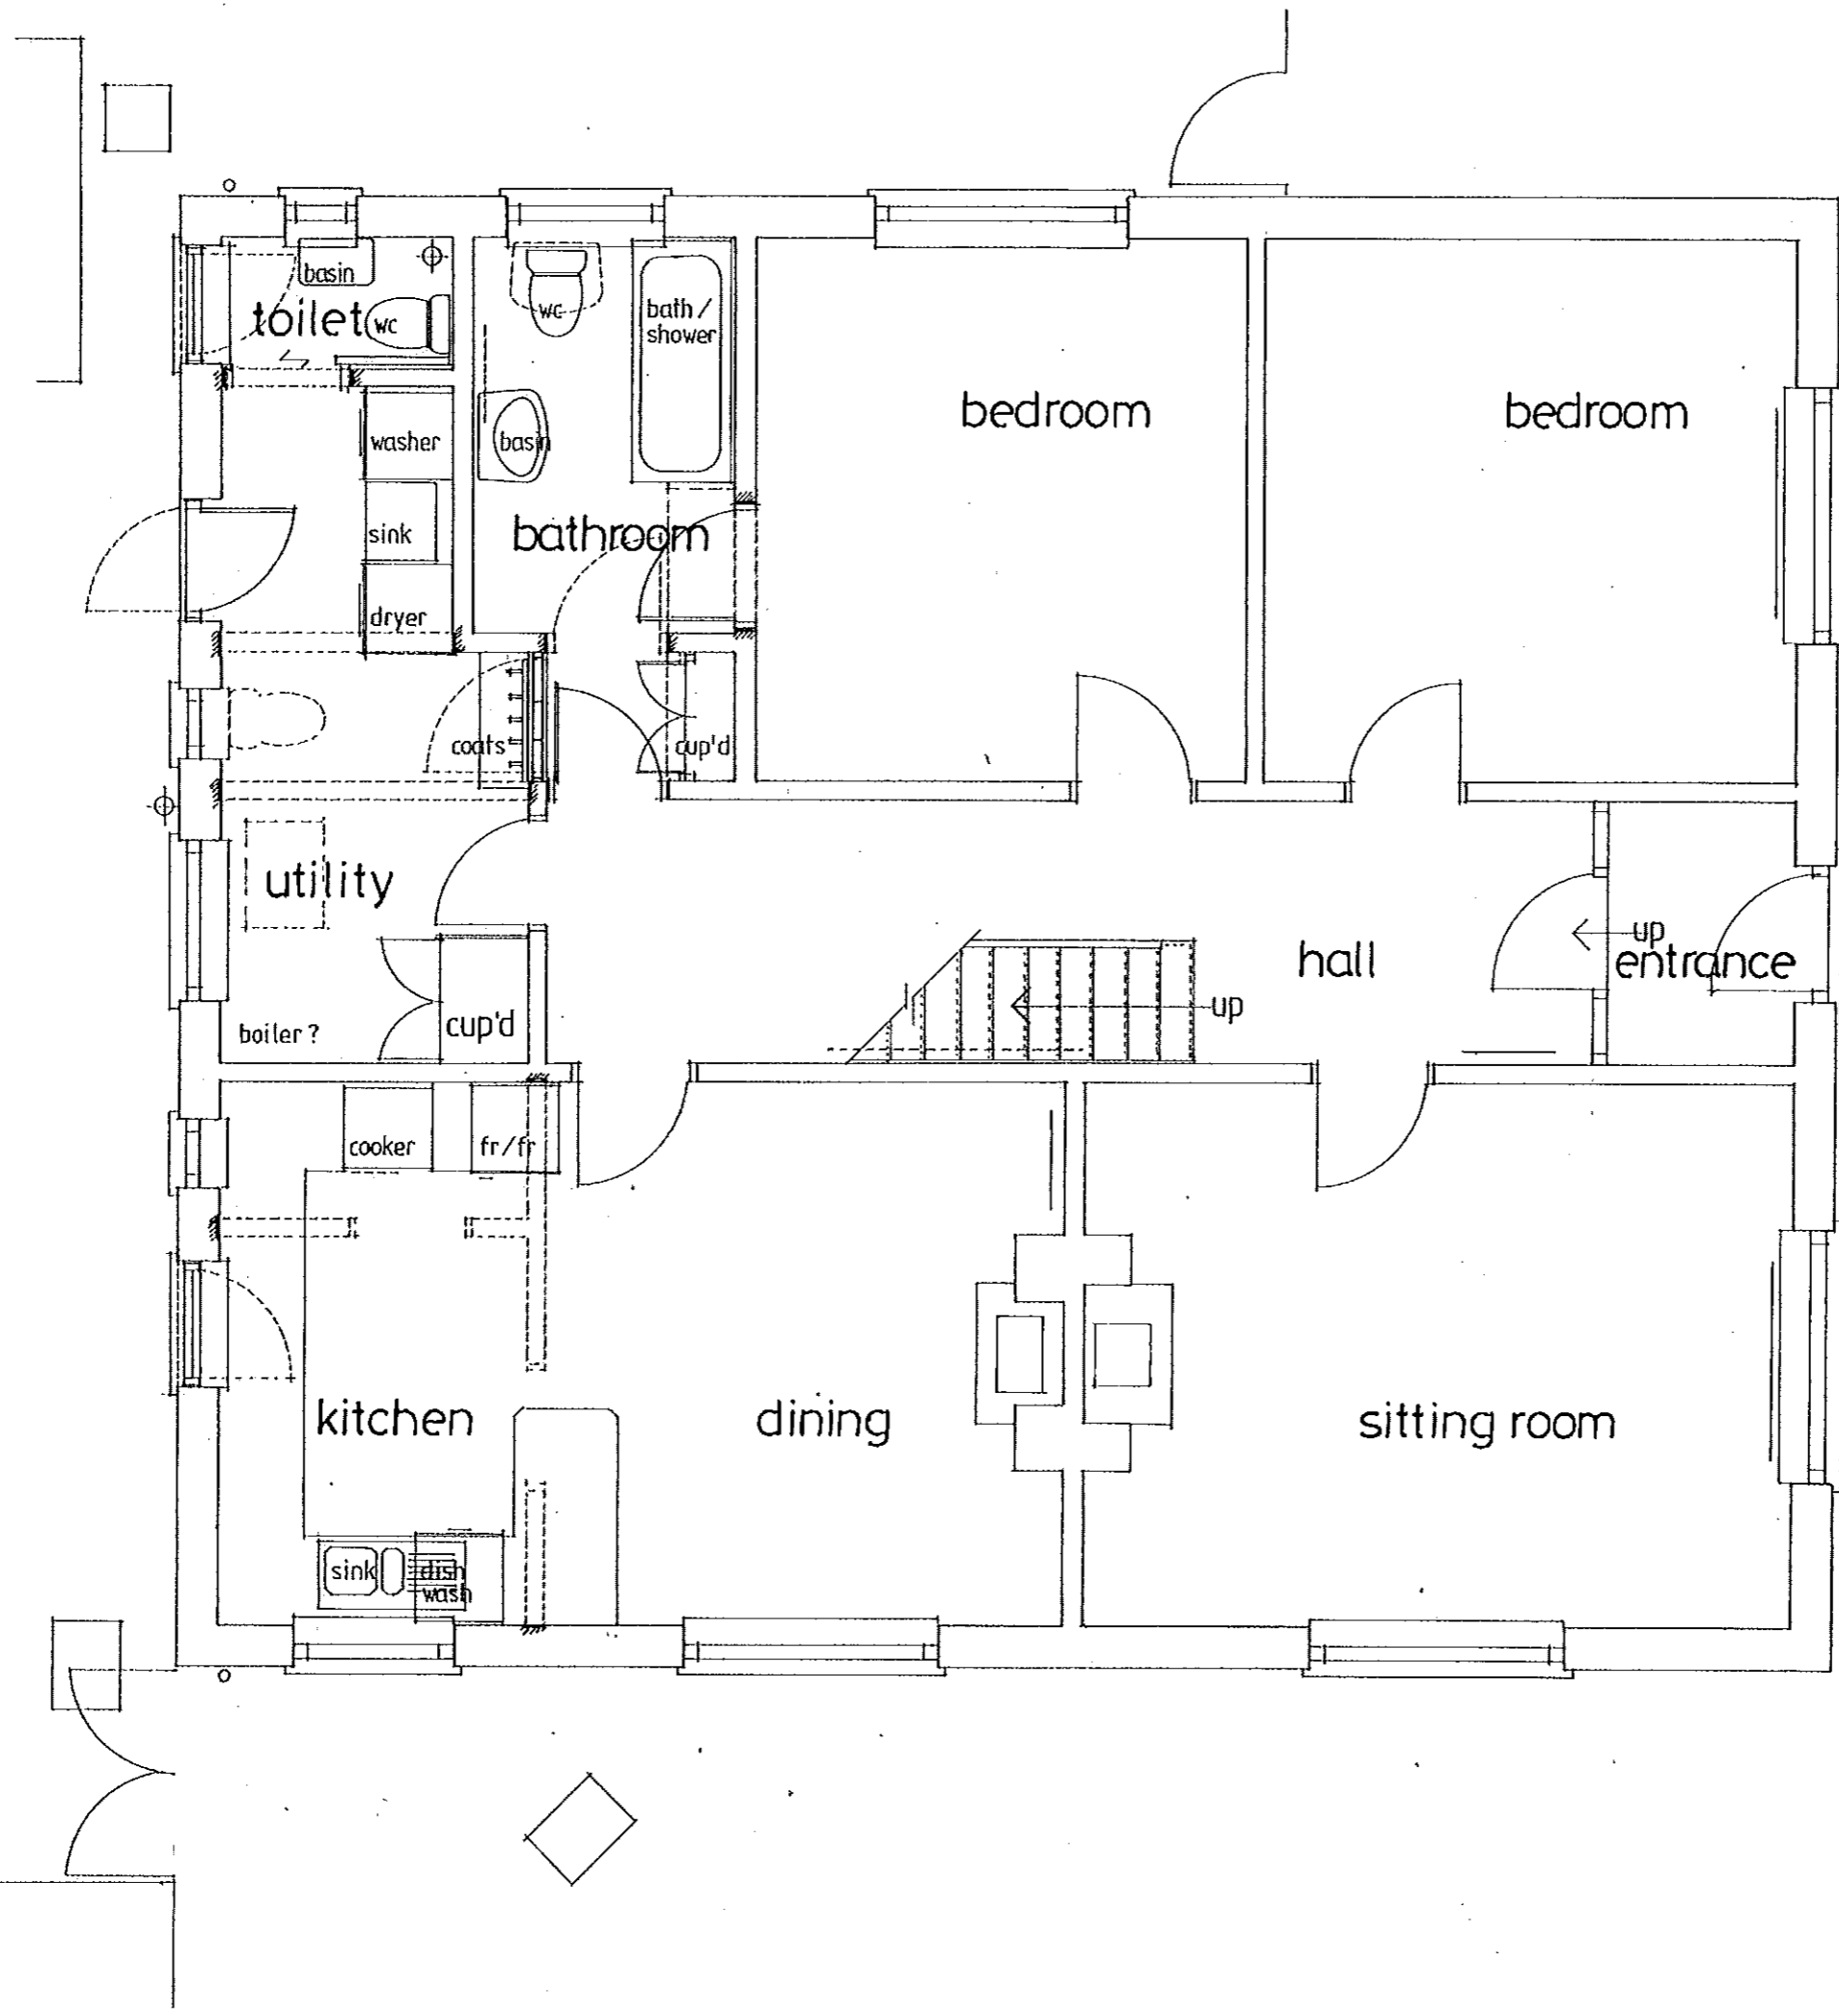 basin
toilet
wc
wc
bath /
shower
bedroom
bedroom
washer
basin
sink
bathroom
dryer
coats
cup'd
utility
up
hall
entrance
up
cup'd
boiler ?
cooker
fr/fr
kitchen
dining
sitting room
sink
dish
wash